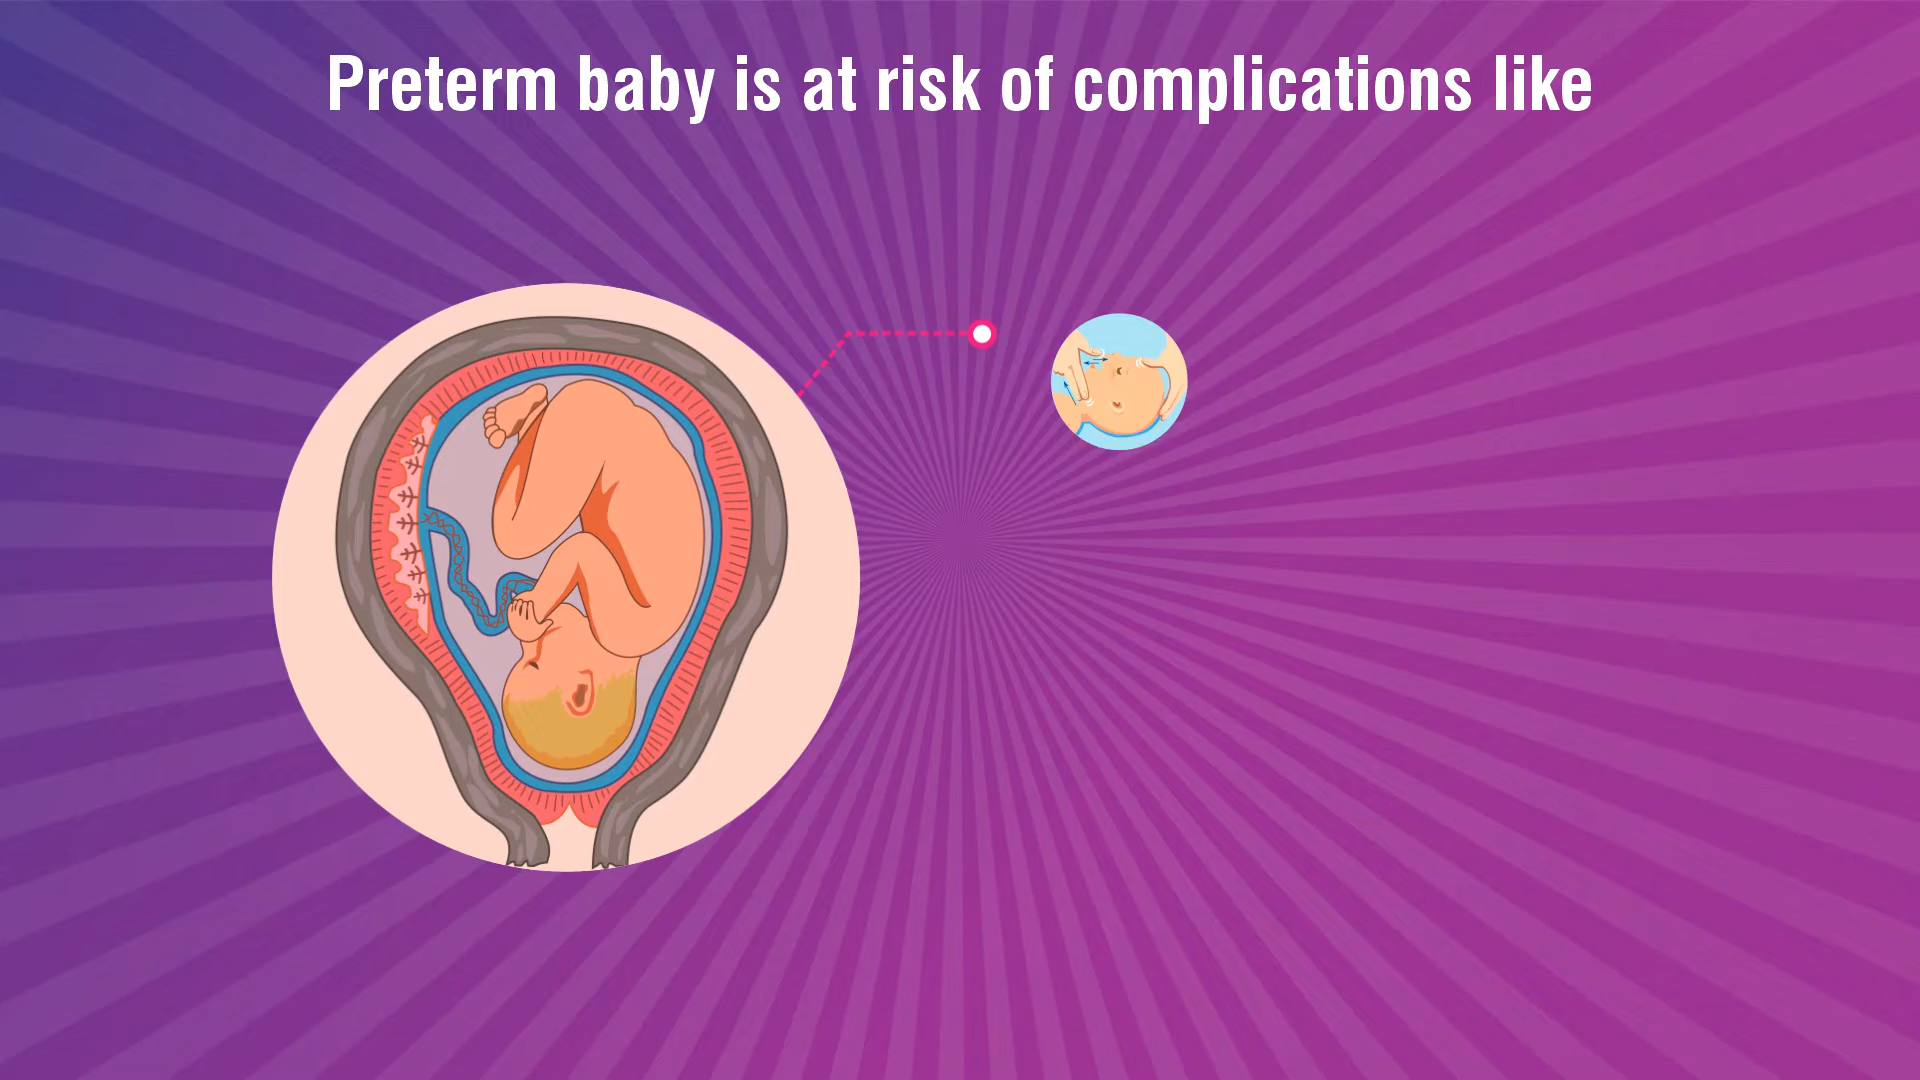 Preterm baby is at risk of complications like